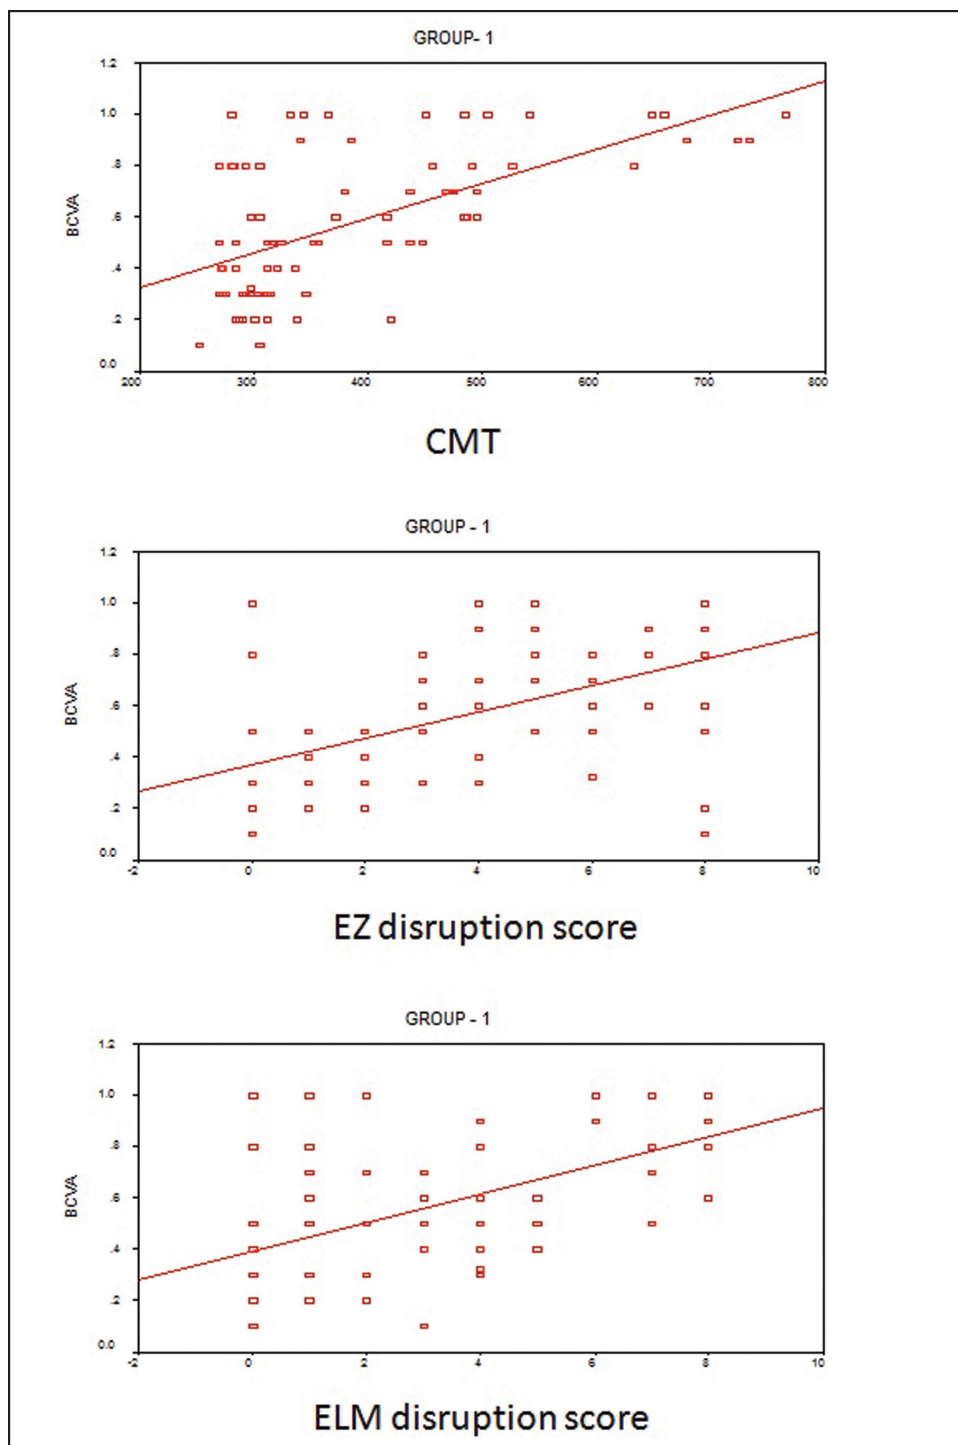 GROUP- 1
1.2
1.0
.8
.6
.4
.2
0.0
BCVA
200 300 400 500 600 700 800
CMT
GROUP - 1
1.2
1.0
.8
.6
.4
.2
0.0
BCVA
-2 0 2 4 6 8 10
EZ disruption score
GROUP - 1
1.2
1.0
.8
.6
.4
.2
0.0
BCVA
-2 0 2 4 6 8 10
ELM disruption score